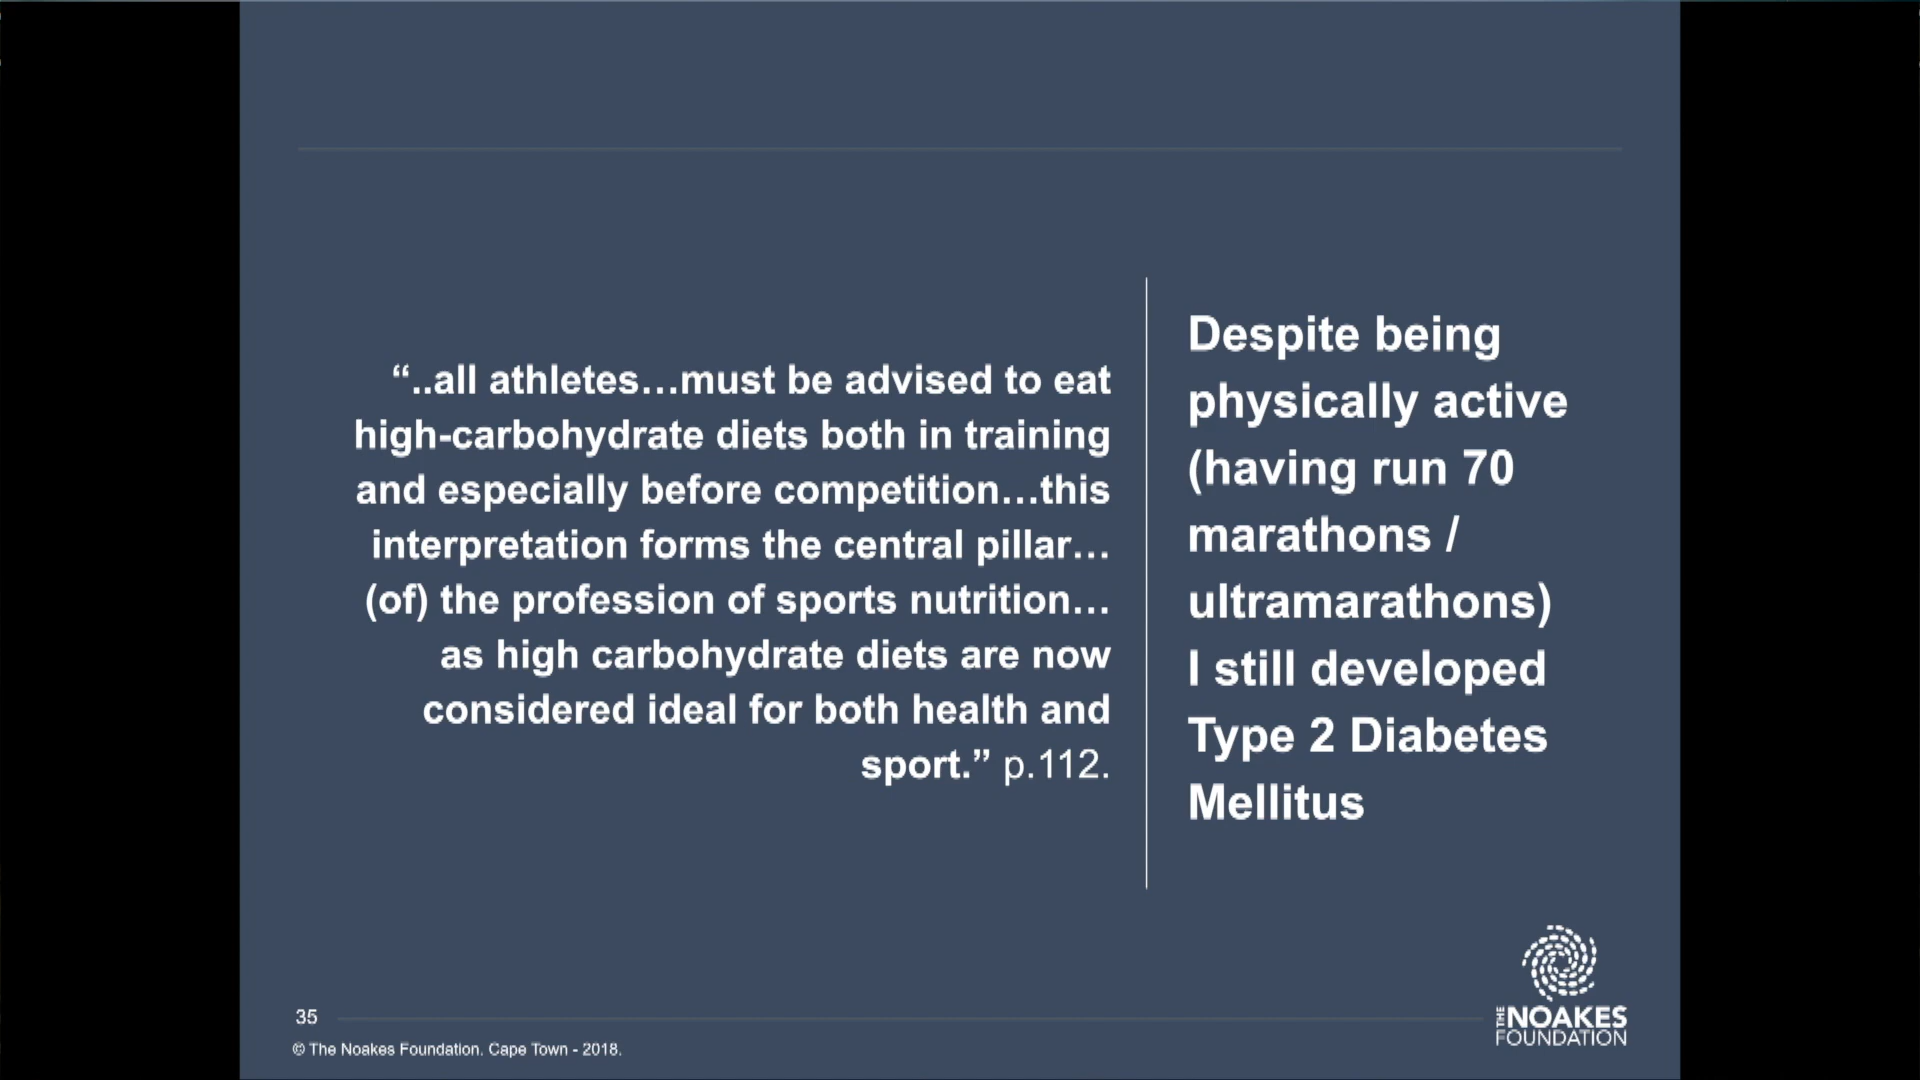 “..all athletes...must be advised to eat
high-carbohydrate diets both in training
and especially before competition...this
interpretation forms the central pillar...
(of) the profession of sports nutrition...
as high carbohydrate diets are now
considered ideal for both health and
sport.” p.112.
Despite being
physically active
(having run 70
marathons /
ultramarathons)
I still developed
Type 2 Diabetes
Mellitus
35
© The Noakes Foundation. Cape Town - 2018.
THE NOAKES
FOUNDATION